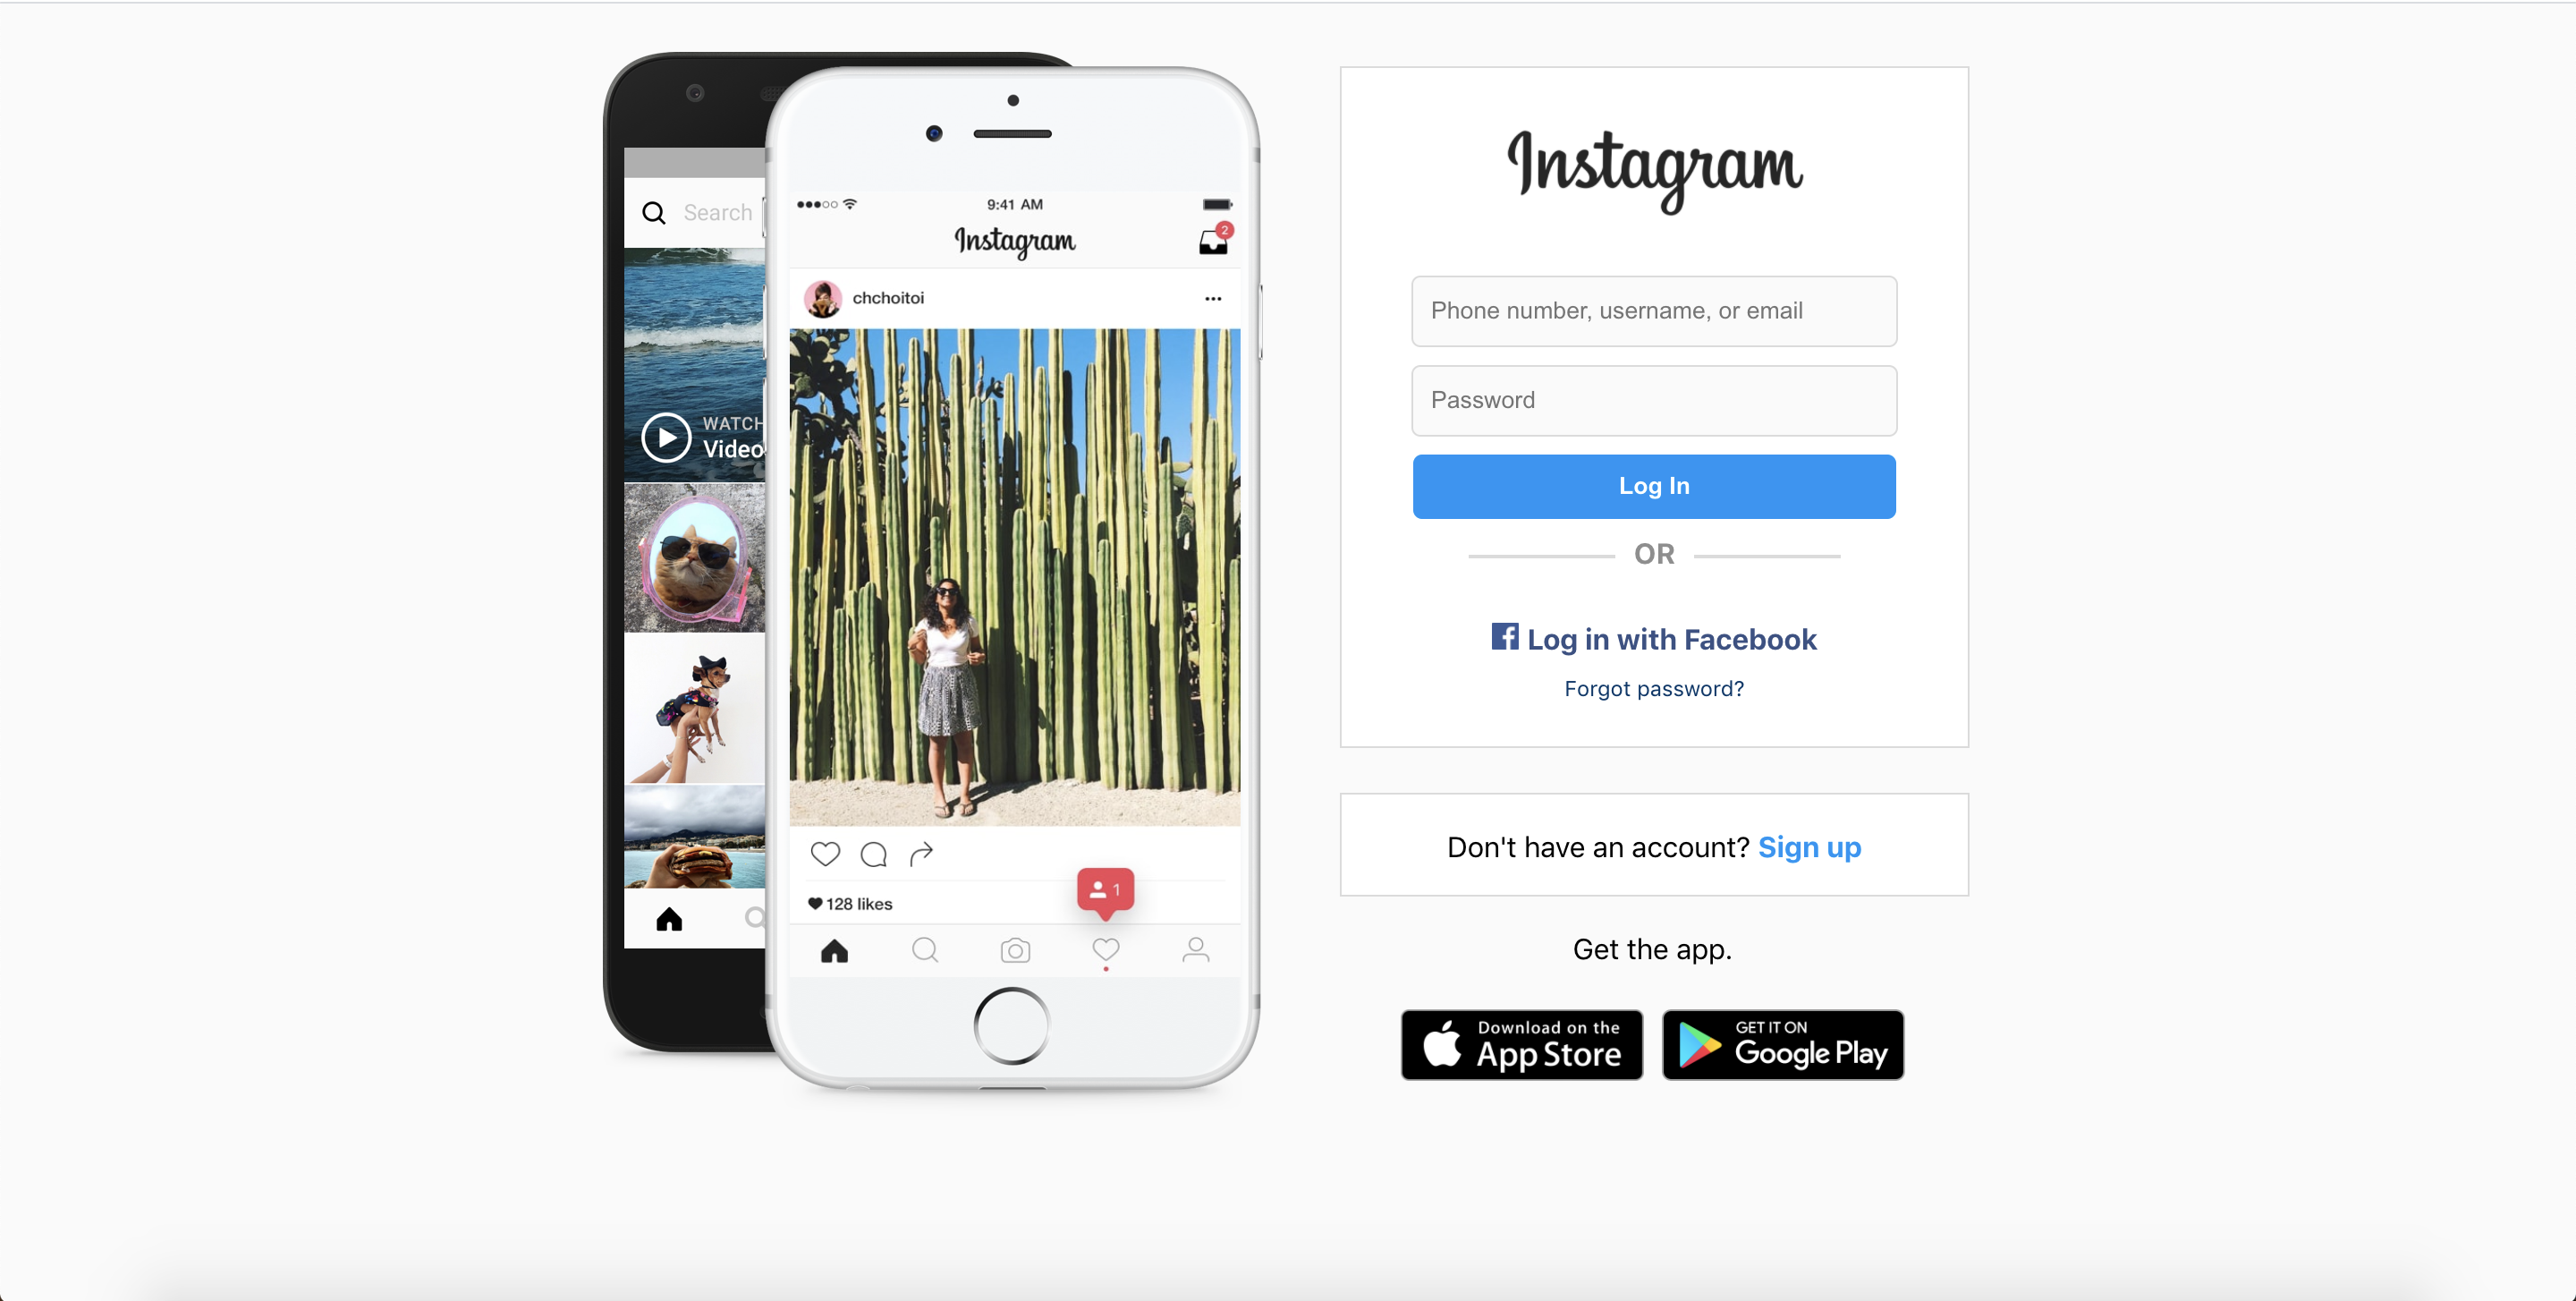 Search
WATCH
Video
9:41 AM
Instagram
2
chchoitoi
128 likes
1
Instagram
Phone number, username, or email
Password
Log In
OR
Log in with Facebook
Forgot password?
Don't have an account? Sign up
Get the app.
Download on the
App Store
GET IT ON
Google Play